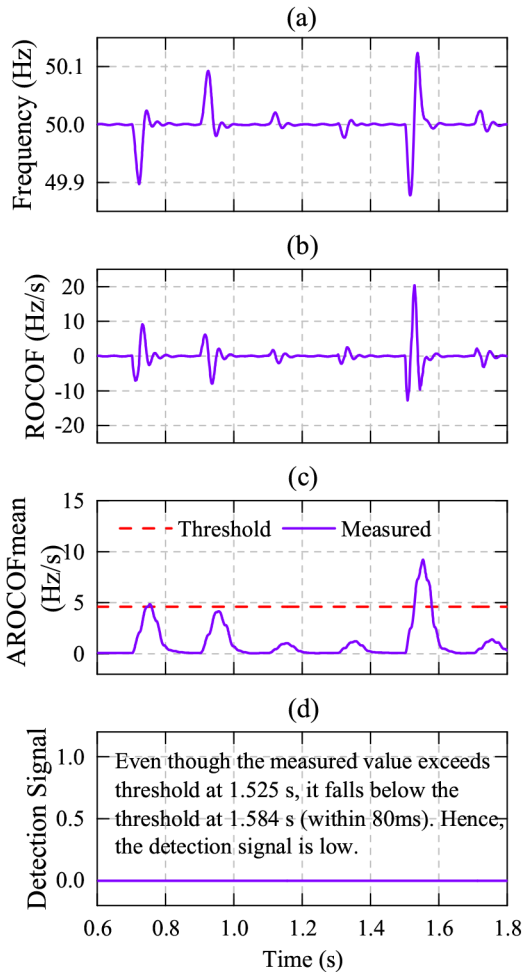 (a)
Frequency (Hz)
50.1
50.0
49.9
(b)
ROCOF (Hz/s)
20
10
0
-10
-20
(c)
AROCOFmean
(Hz/s)
15
10
5
0
Threshold
Measured
(d)
Detection Signal
1.0
0.5
0.0
Even though the measured value exceeds
threshold at 1.525 s, it falls below the
threshold at 1.584 s (within 80ms). Hence,
the detection signal is low.
0.6 0.8 1.0 1.2 1.4 1.6 1.8
Time (s)